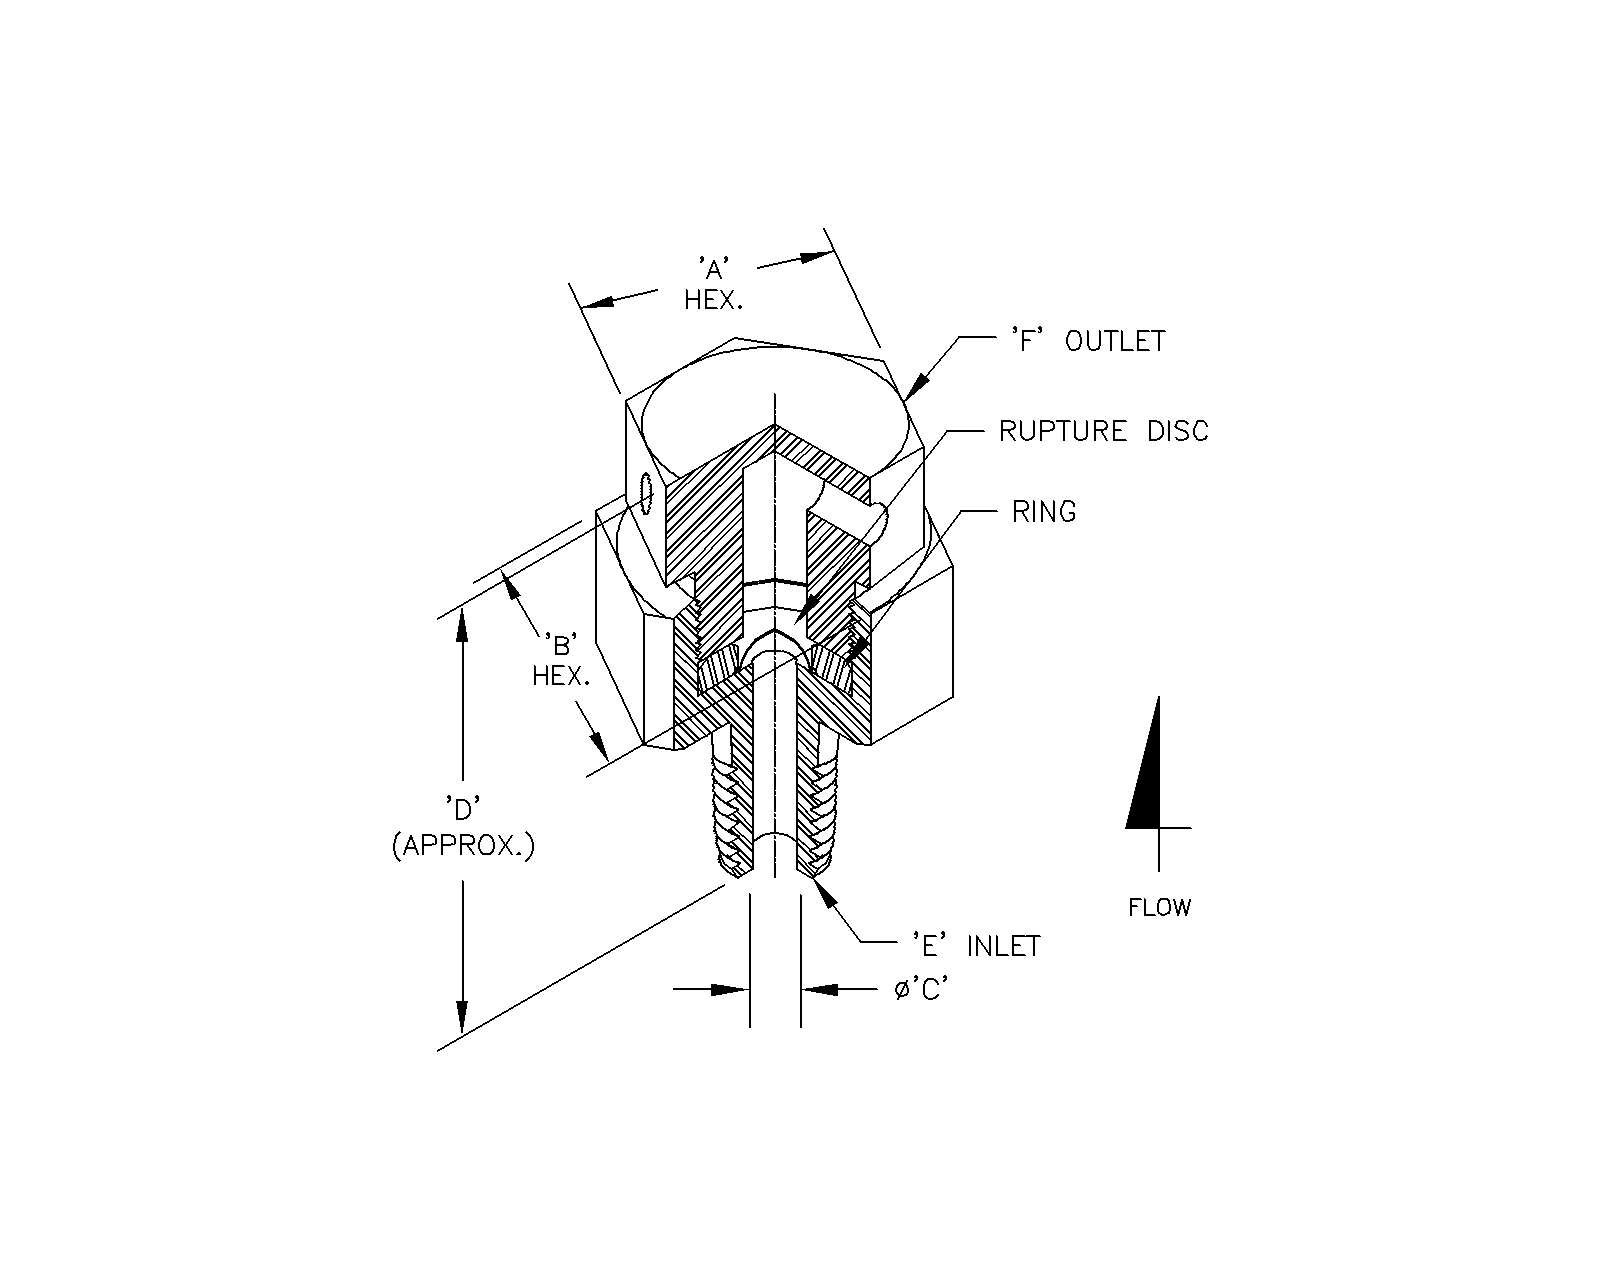 'A'
HEX.
'F' OUTLET
RUPTURE DISC
RING
'B'
HEX.
'D'
(APPROX.)
FLOW
'E' INLET
ø'C'